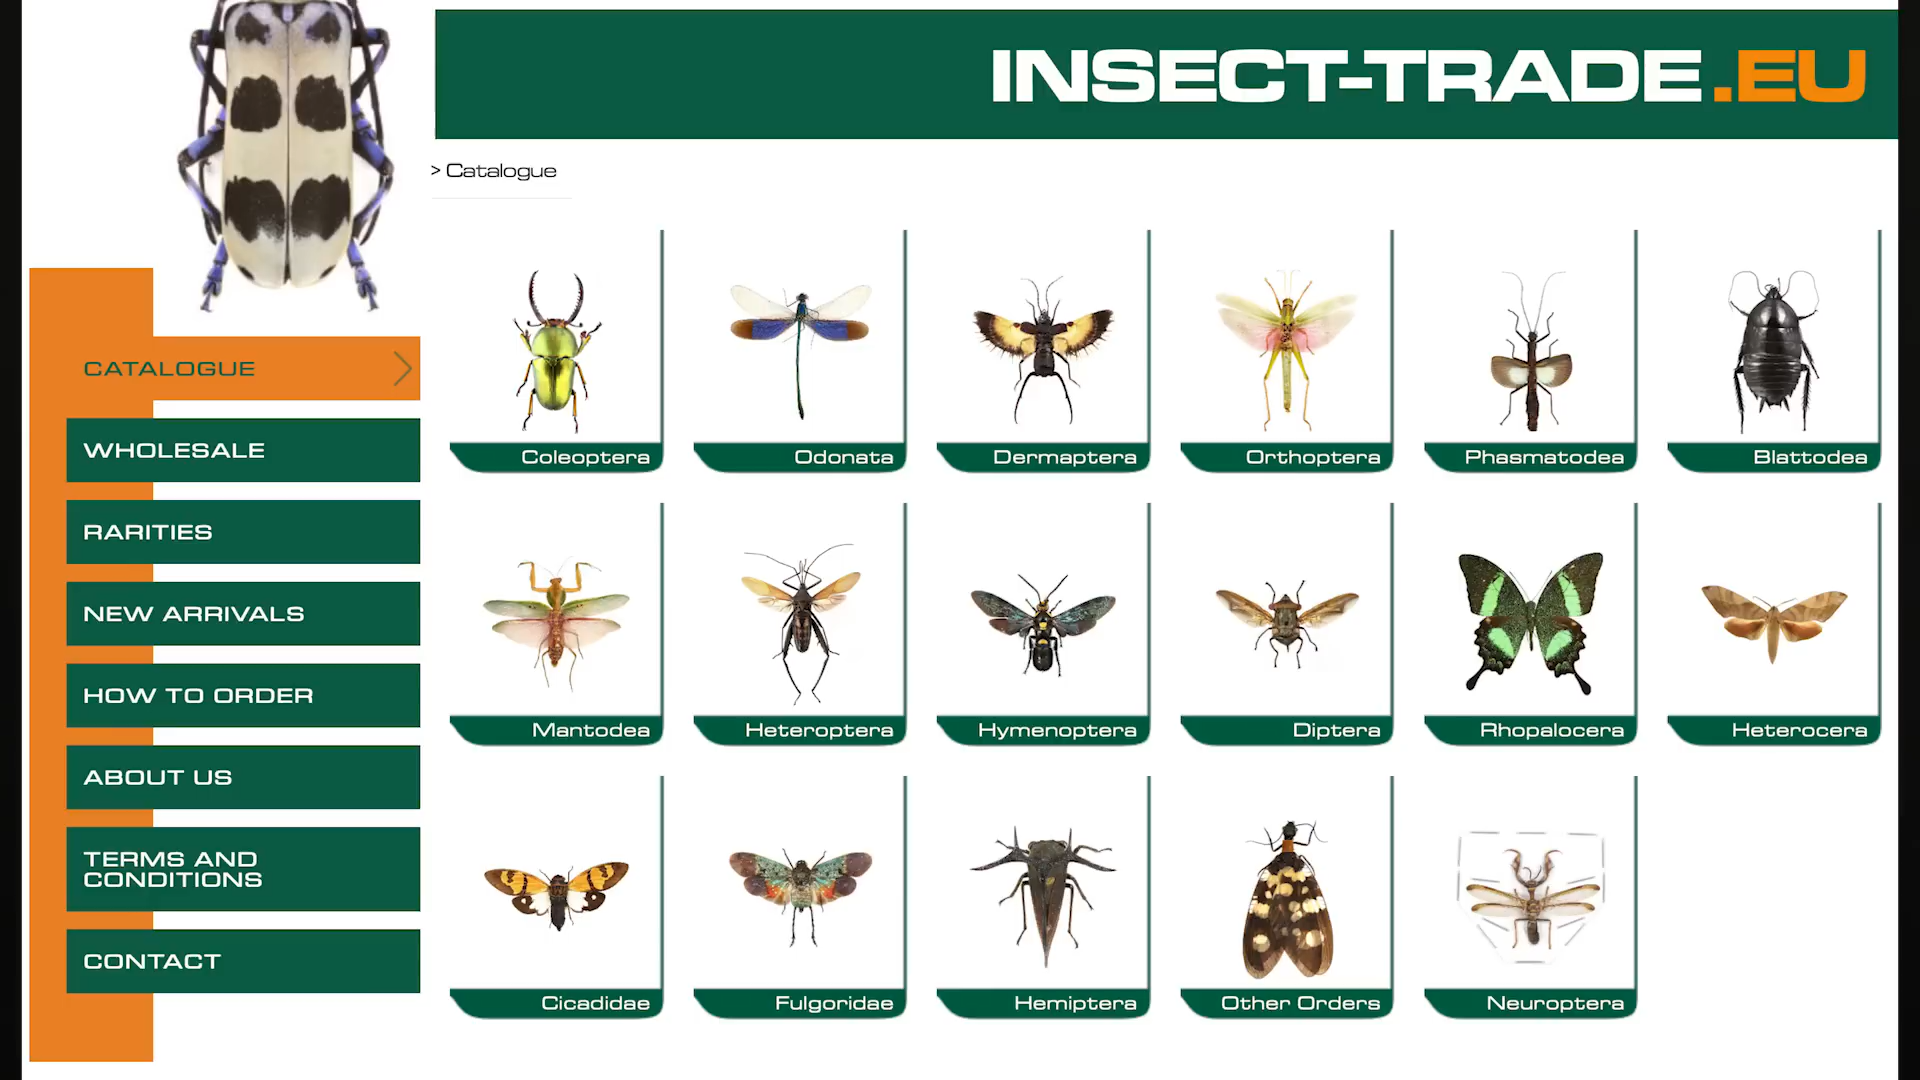 INSECT-TRADE.EU
> Catalogue
CATALOGUE
WHOLESALE
RARITIES
NEW ARRIVALS
HOW TO ORDER
ABOUT US
TERMS AND
CONDITIONS
CONTACT
Coleoptera
Odonata
Dermaptera
Orthoptera
Phasmatodea
Blattodea
Mantodea
Heteroptera
Hymenoptera
Diptera
Rhopalocera
Heterocera
Cicadidae
Fulgoridae
Hemiptera
Other Orders
Neuroptera